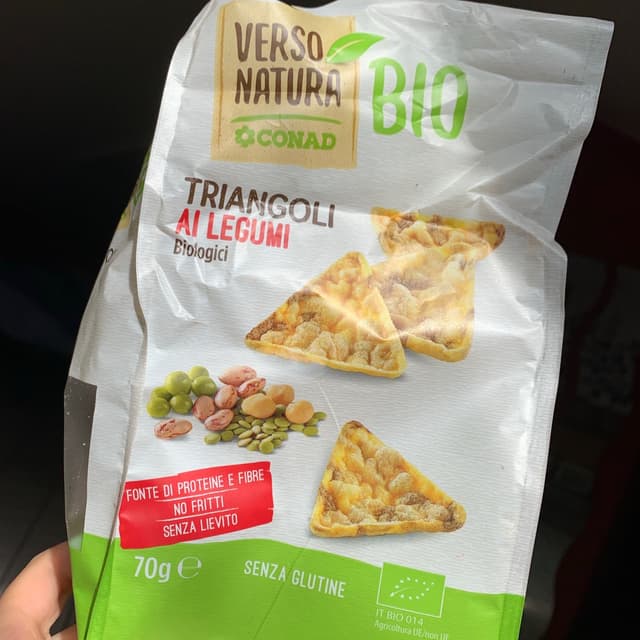 VERSO
NATURA
CONAD
BIO
TRIANGOLI
AI LEGUMI
Biologici
FONTE DI PROTEINE E FIBRE
NO FRITTI
SENZA LIEVITO
70g ℮
SENZA GLUTINE
IT BIO 014
Agricoltura UE/non UE